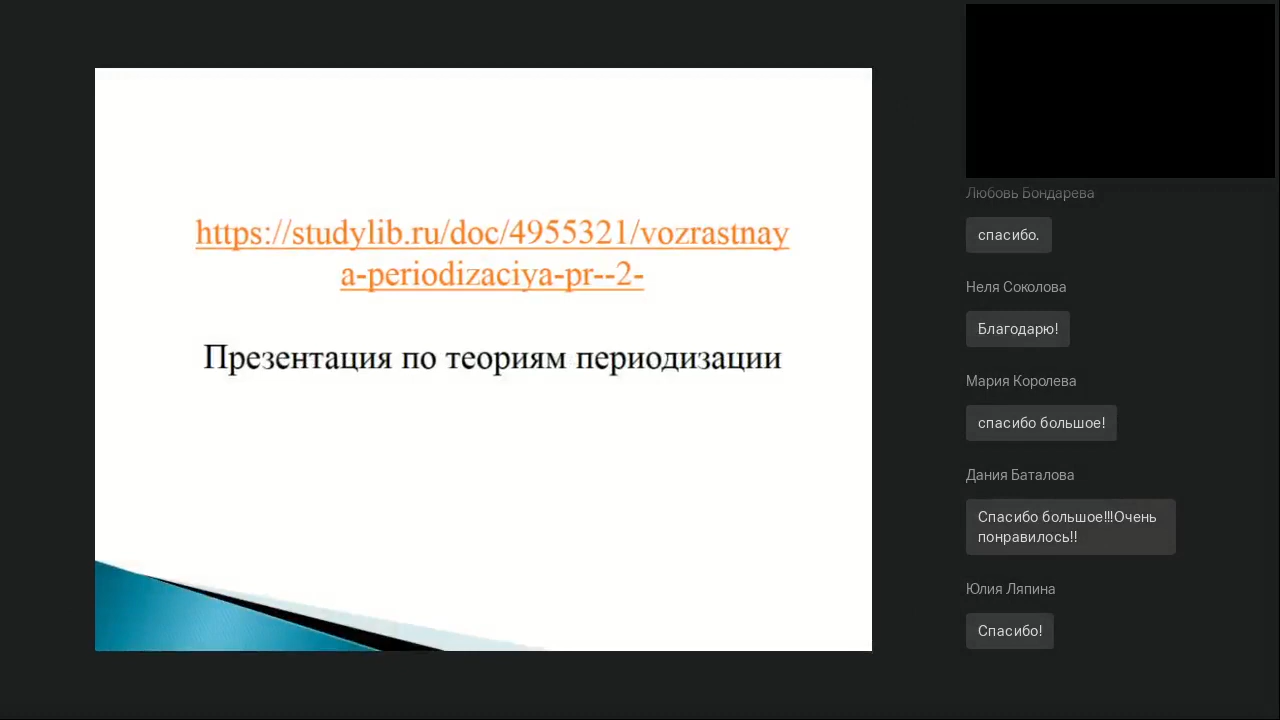 https://studylib.ru/doc/4955321/vozrastnay
a-periodizaciya-pr--2-
Презентация по теориям периодизации
Любовь Бондарева
спасибо.
Неля Соколова
Благодарю!
Мария Королева
спасибо большое!
Дания Баталова
Спасибо большое!!!Очень
понравилось!!
Юлия Ляпина
Спасибо!